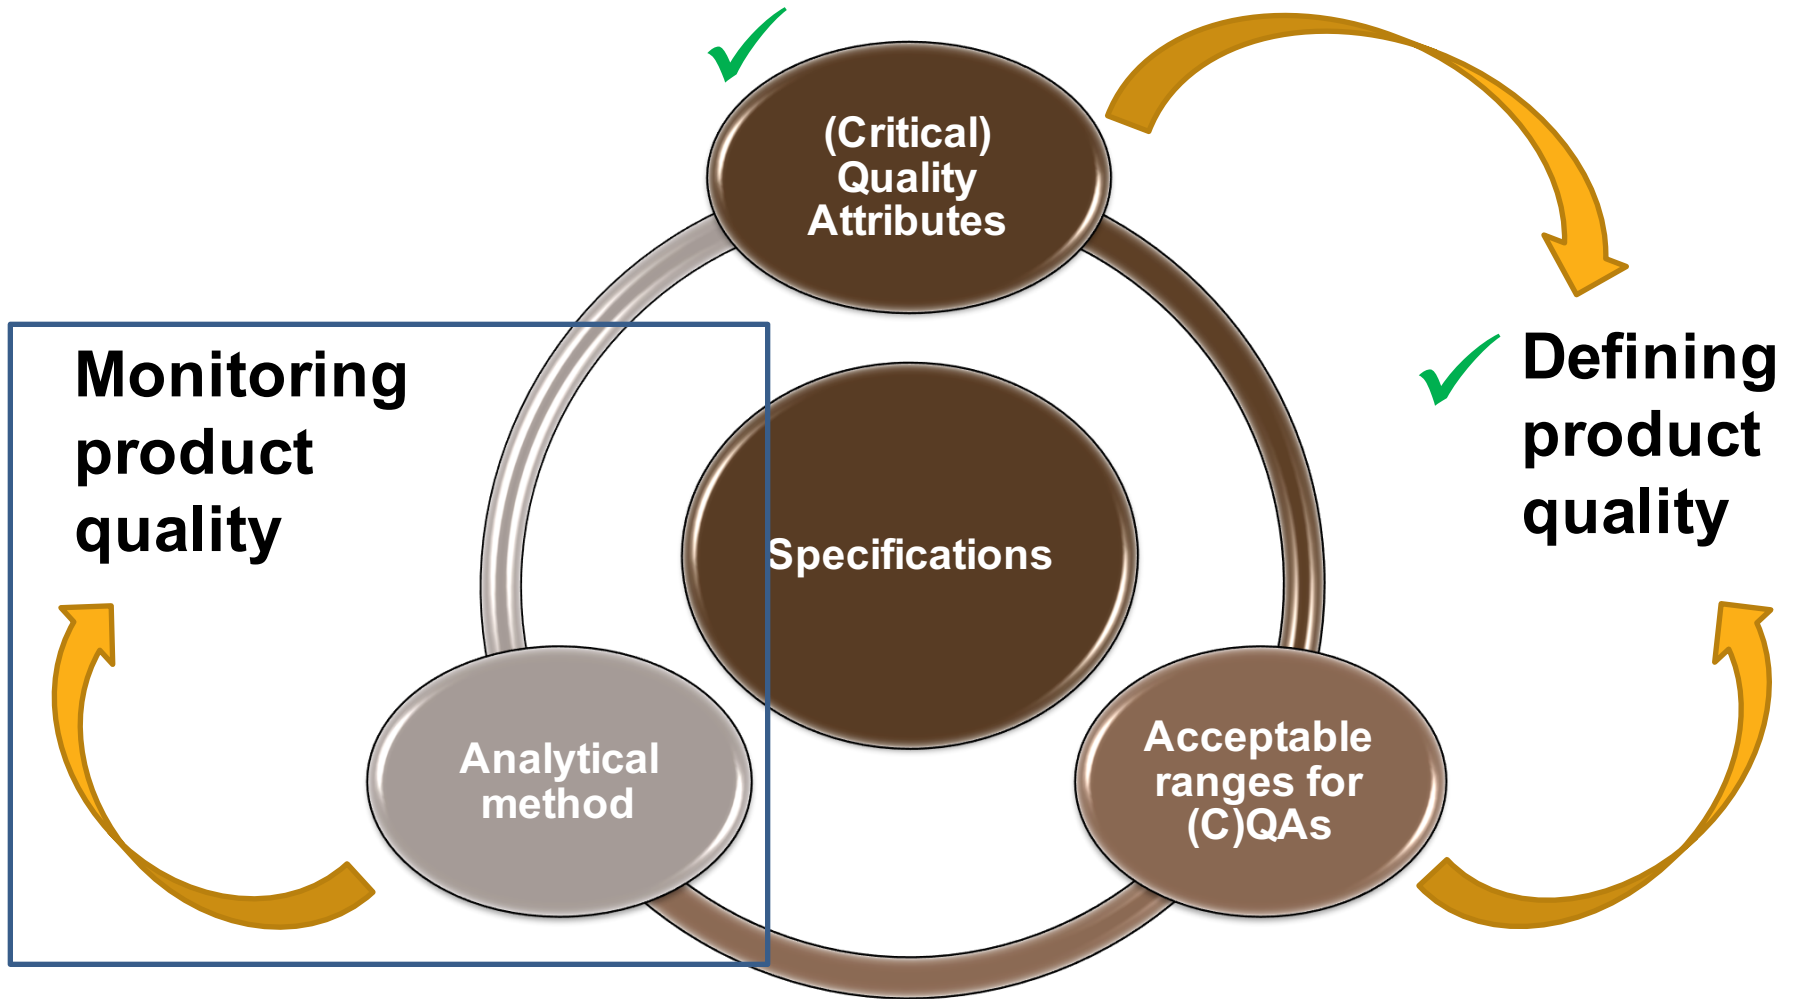 (Critical)
Quality
Attributes
Monitoring
product
quality
Defining
product
quality
Specifications
Analytical
method
Acceptable
ranges for
(C)QAs